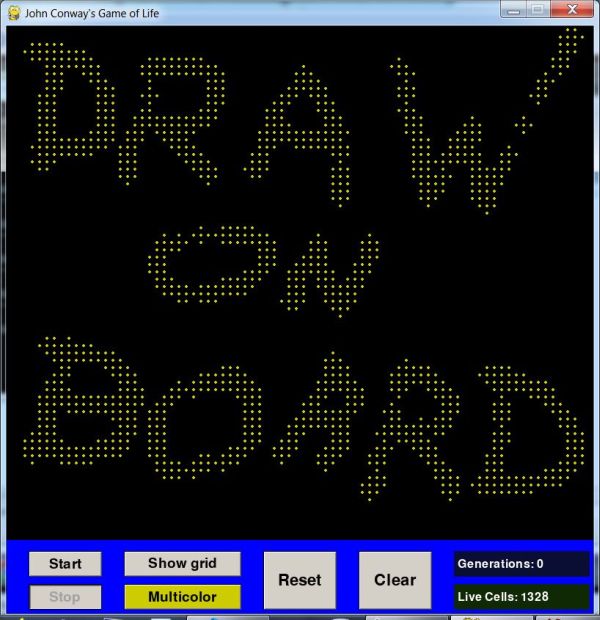 John Conway's Game of Life
DRAW
ON
BOARD
Start
Show grid
Reset
Clear
Generations: 0
Stop
Multicolor
Live Cells: 1328